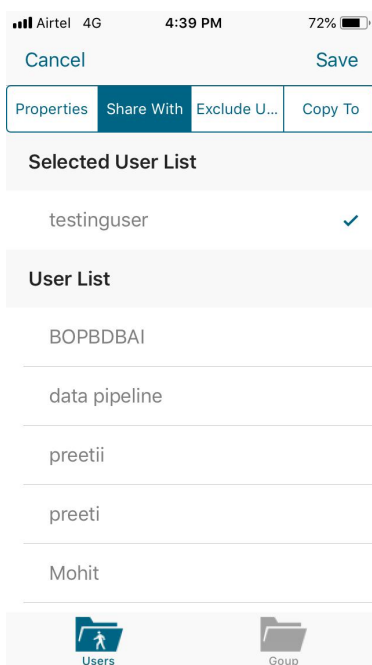 Airtel 4G 4:39 PM 72%
Cancel Save
Properties Share With Exclude U... Copy To
Selected User List
testinguser
User List
BOPBDBAI
data pipeline
preetii
preeti
Mohit
Users Goup